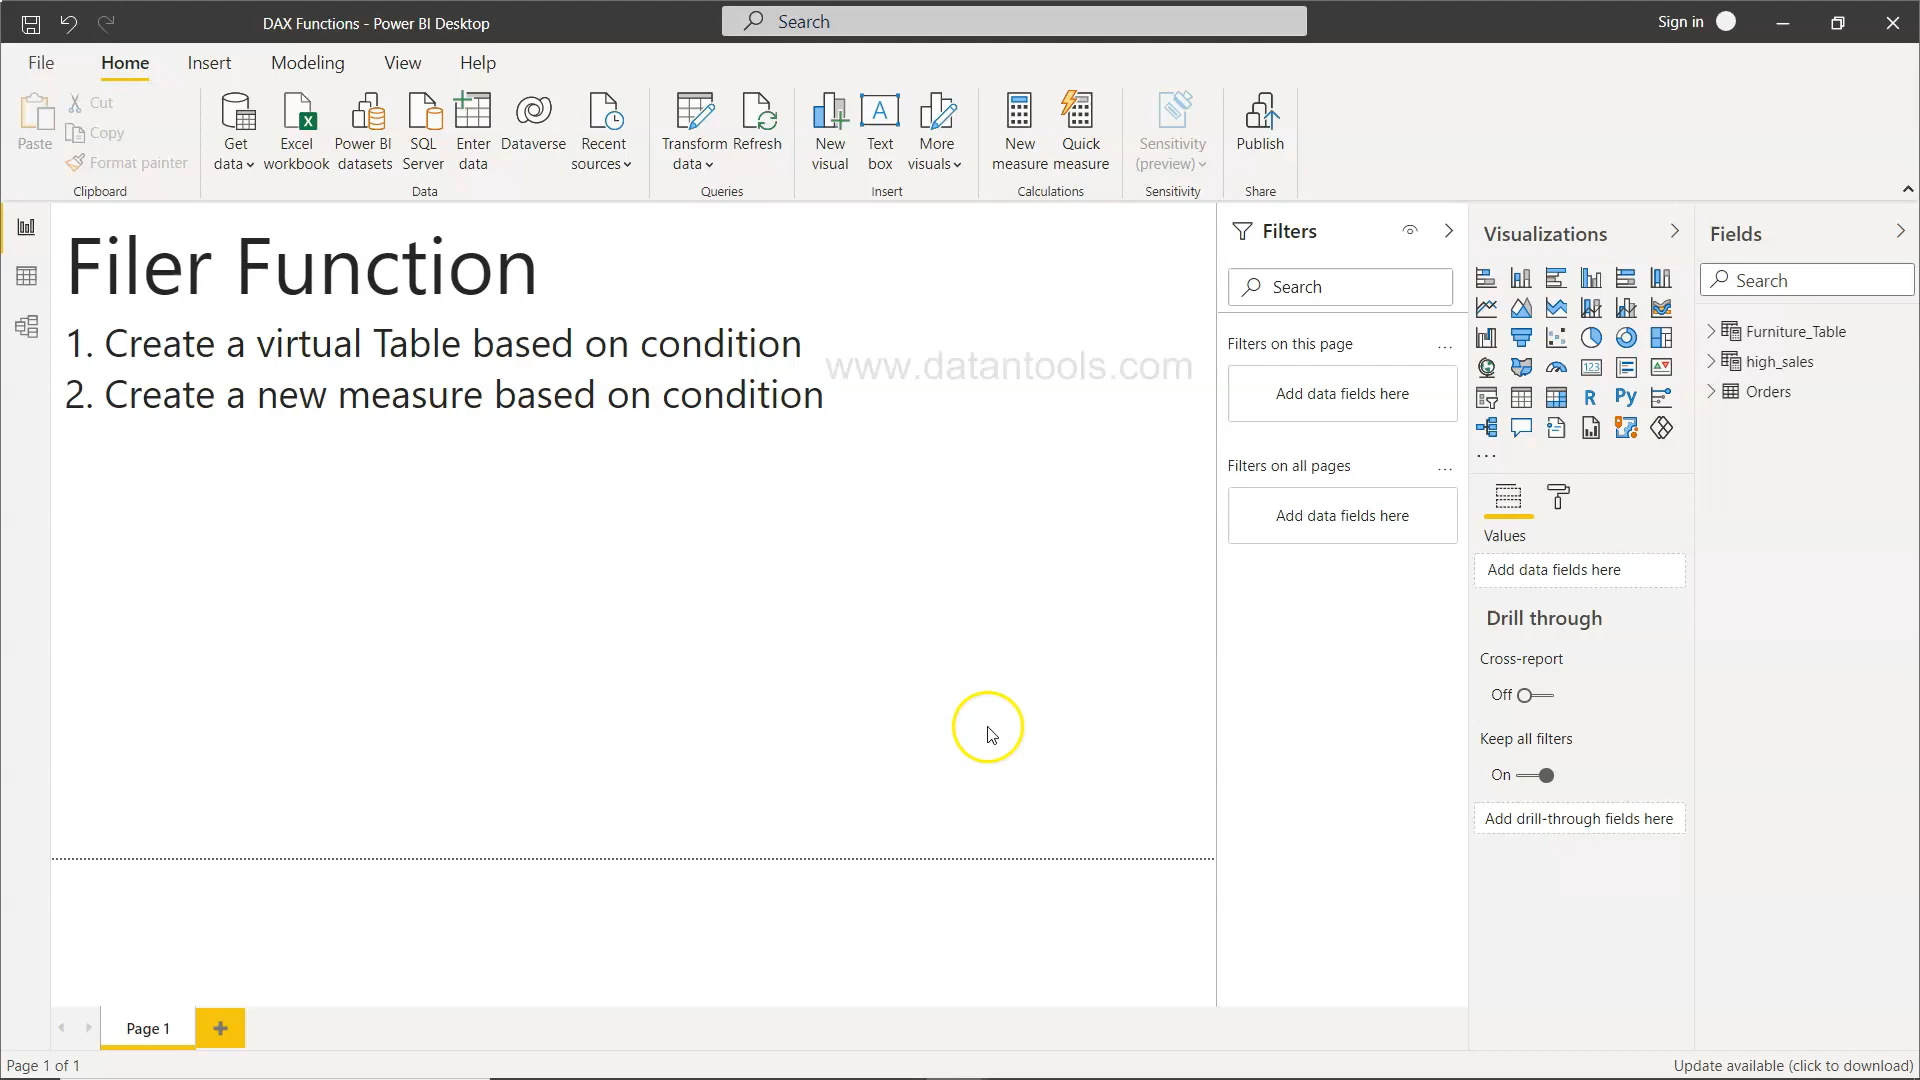 DAX Functions - Power BI Desktop
Search
Sign in
File
Home
Insert
Modeling
View
Help
Paste
Cut
Copy
Format painter
Clipboard
Get data
Excel workbook
Power BI datasets
SQL Server
Enter data
Dataverse
Recent sources
Data
Transform data
Refresh
Queries
New visual
Text box
More visuals
Insert
New measure
Quick measure
Calculations
Sensitivity (preview)
Sensitivity
Publish
Share
Filer Function
1. Create a virtual Table based on condition
2. Create a new measure based on condition
www.datantools.com
Filters
Search
Filters on this page
...
Add data fields here
Filters on all pages
...
Add data fields here
Visualizations
R
Py
123
...
Values
Add data fields here
Drill through
Cross-report
Off
Keep all filters
On
Add drill-through fields here
Fields
Search
Furniture_Table
high_sales
Orders
Page 1
Page 1 of 1
Update available (click to download)